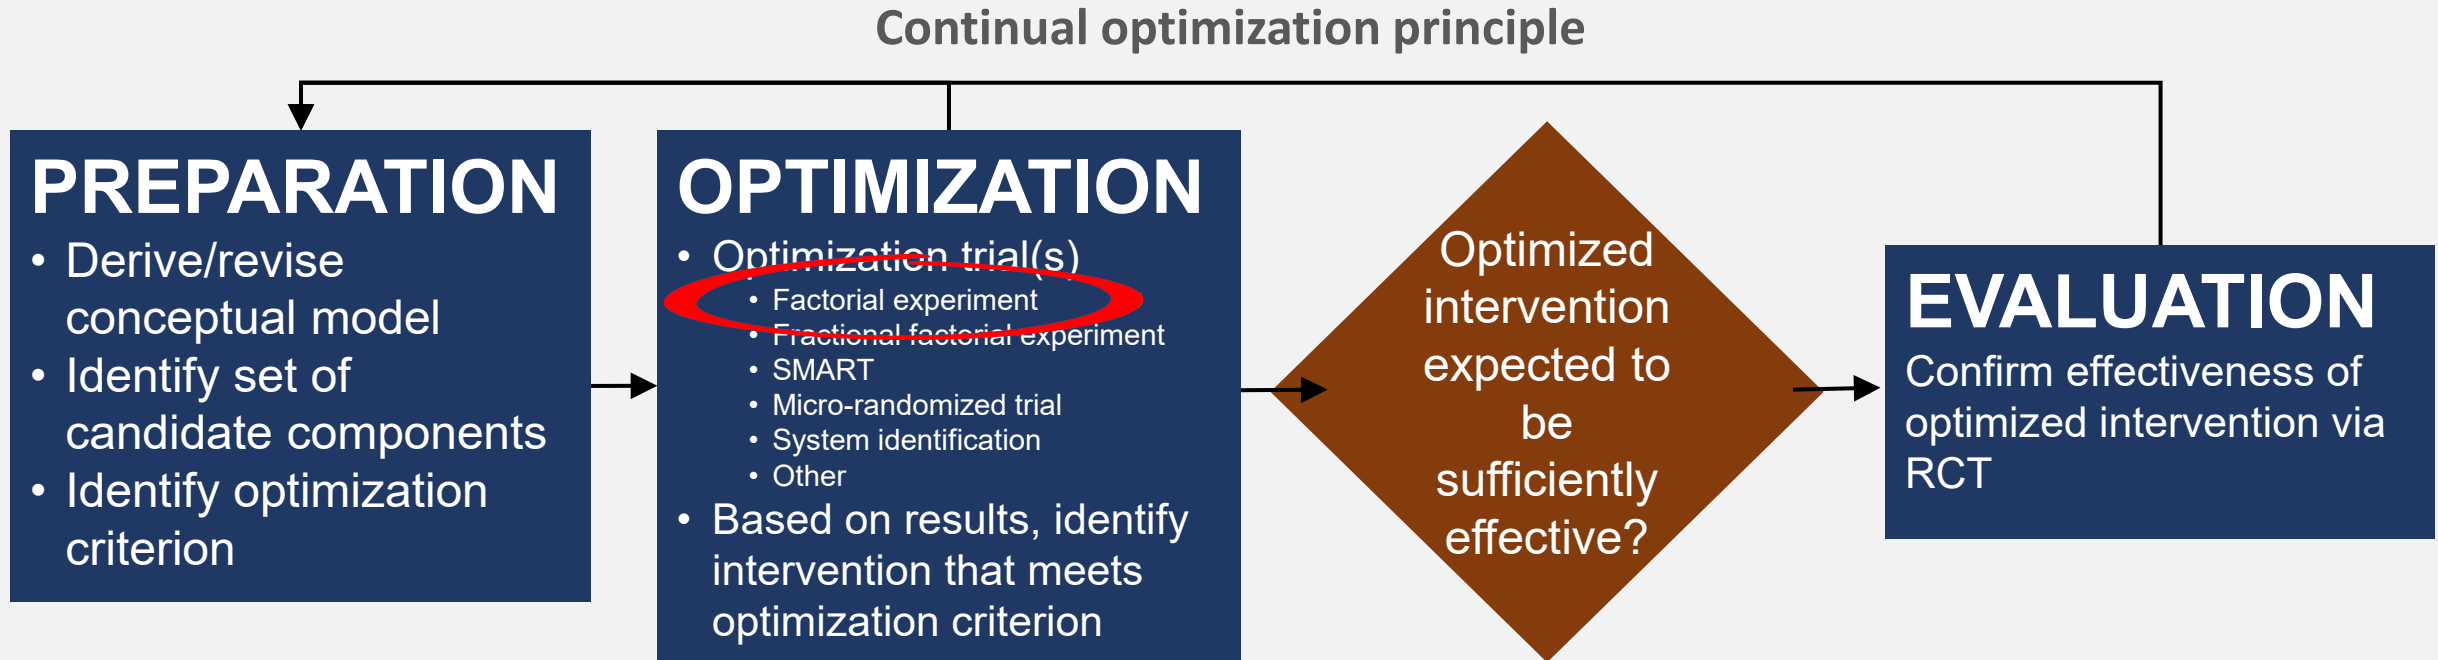 Continual optimization principle
PREPARATION
• Derive/revise
conceptual model
• Identify set of
candidate components
• Identify optimization
criterion
OPTIMIZATION
• Optimization trial(s)
• Factorial experiment
• Fractional factorial experiment
• SMART
• Micro-randomized trial
• System identification
• Other
• Based on results, identify
intervention that meets
optimization criterion
Optimized
intervention
expected to
be
sufficiently
effective?
EVALUATION
Confirm effectiveness of
optimized intervention via
RCT